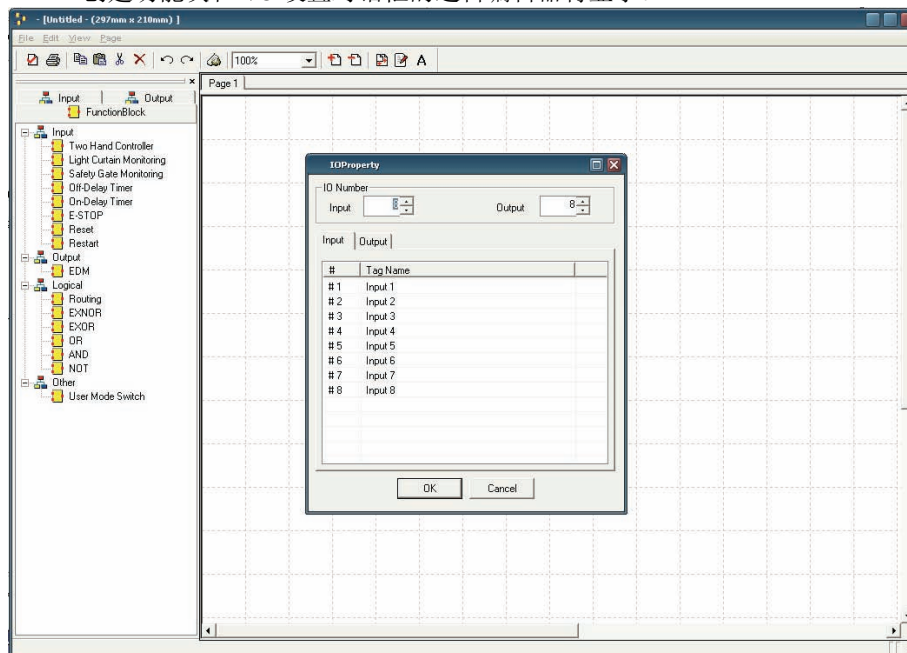 - [Untitled - (297mm x 210mm) ]
File Edit View Page
100%
Page 1
Input
Output
FunctionBlock
Input
Two Hand Controller
Light Curtain Monitoring
Safety Gate Monitoring
Off-Delay Timer
On-Delay Timer
E-STOP
Reset
Restart
Output
EDM
Logical
Routing
EXNOR
EXOR
OR
AND
NOT
Other
User Mode Switch
IOProperty
IO Number
Input 8 Output 8
Input Output
# Tag Name
# 1 Input 1
# 2 Input 2
# 3 Input 3
# 4 Input 4
# 5 Input 5
# 6 Input 6
# 7 Input 7
# 8 Input 8
OK Cancel